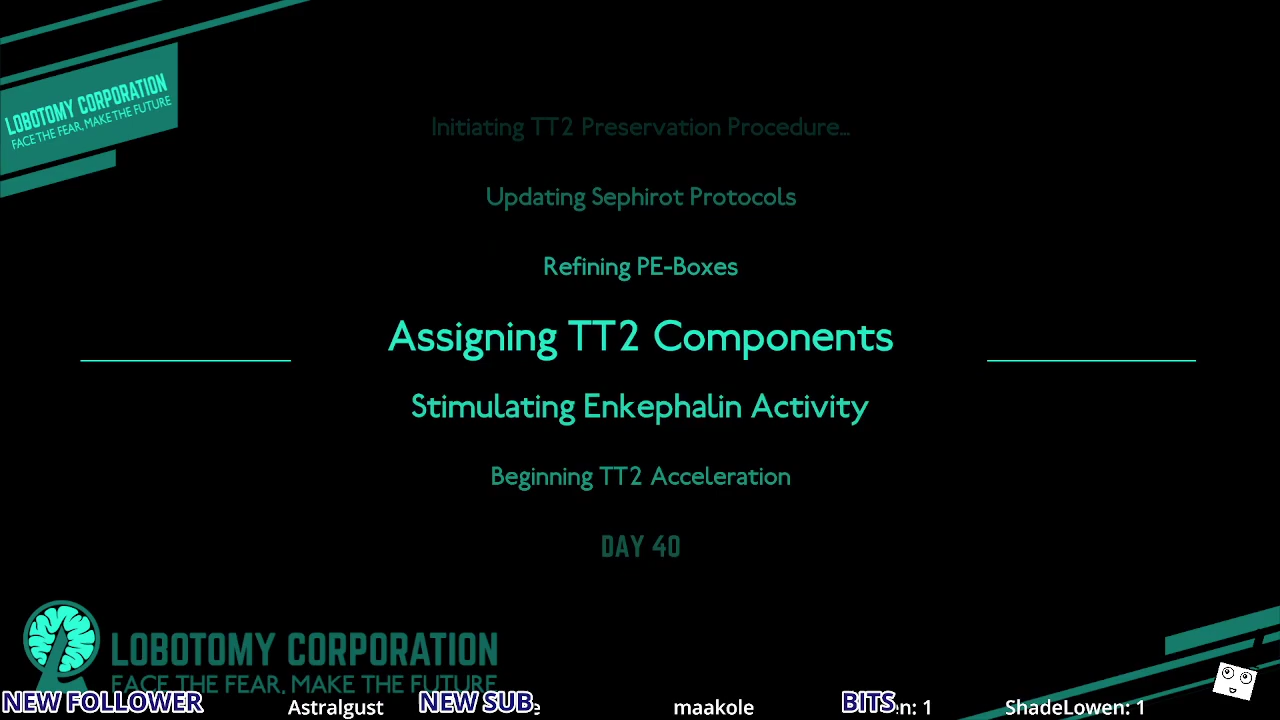 LOBOTOMY CORPORATION
FACE THE FEAR, MAKE THE FUTURE
Initiating TT2 Preservation Procedure...
Updating Sephirot Protocols
Refining PE-Boxes
Assigning TT2 Components
Stimulating Enkephalin Activity
Beginning TT2 Acceleration
DAY 40
LOBOTOMY CORPORATION
FACE THE FEAR, MAKE THE FUTURE
NEW FOLLOWER Astralgust NEW SUB maakole BITS : 1 ShadeLowen: 1